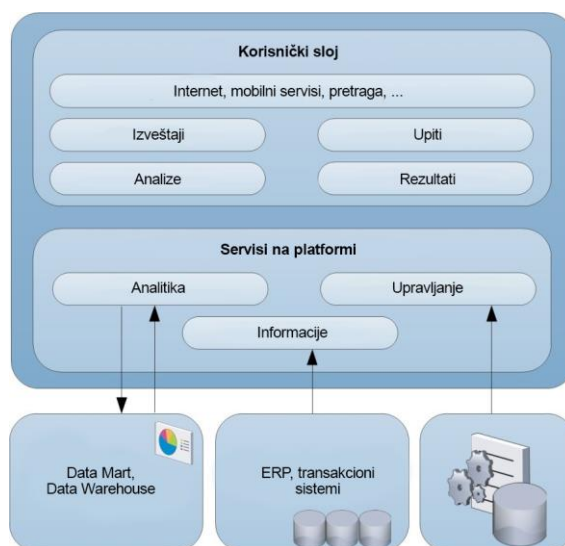 Korisnički sloj
Internet, mobilni servisi, pretraga, ...
Izveštaji
Upiti
Analize
Rezultati
Servisi na platformi
Analitika
Upravljanje
Informacije
Data Mart,
Data Warehouse
ERP, transakcioni
sistemi